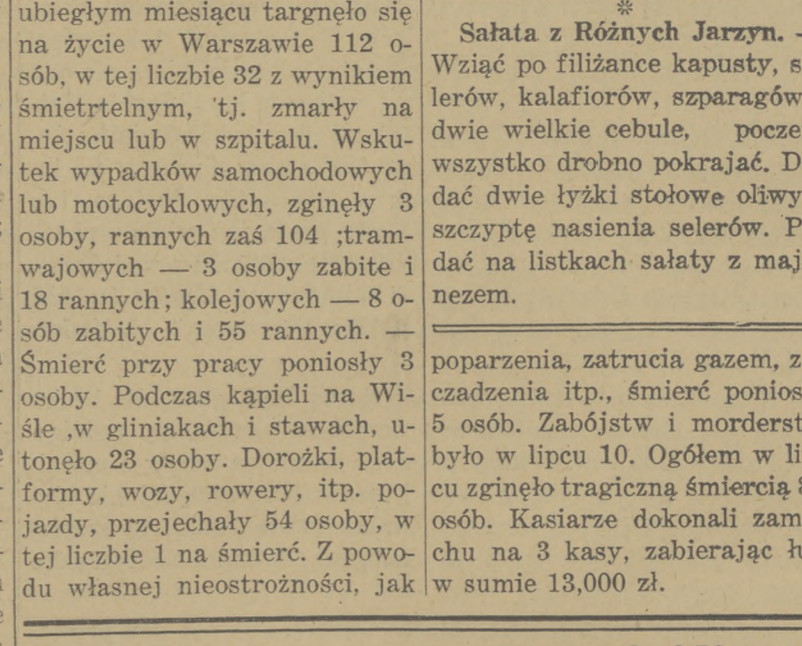 ubiegłym miesiącu targnęło się
na życie w Warszawie 112 o-
sób, w tej liczbie 32 z wynikiem
śmietrtelnym, tj. zmarły na
miejscu lub w szpitalu. Wsku-
tek wypadków samochodowych
lub motocyklowych, zginęły 3
osoby, rannych zaś 104 ;tram-
wajowych — 3 osoby zabite i
18 rannych; kolejowych — 8 o-
sób zabitych i 55 rannych. —
Śmierć przy pracy poniosły 3
osoby. Podczas kąpieli na Wi-
śle ,w gliniakach i stawach, u-
tonęło 23 osoby. Dorożki, plat-
formy, wozy, rowery, itp. po-
jazdy, przejechały 54 osoby, w
tej liczbie 1 na śmierć. Z powo-
du własnej nieostrożności, jak
*
Sałata z Różnych Jarzyn. -
Wziąć po filiżance kapusty, s
lerów, kalafiorów, szparagów
dwie wielkie cebule, pocze
wszystko drobno pokrajać. D
dać dwie łyżki stołowe oliwy
szczyptę nasienia selerów. P
dać na listkach sałaty z maj
nezem.
poparzenia, zatrucia gazem, z
czadzenia itp., śmierć ponios
5 osób. Zabójstw i morderst
było w lipcu 10. Ogółem w li
cu zginęło tragiczną śmiercią
osób. Kasiarze dokonali zam
chu na 3 kasy, zabierając łu
w sumie 13,000 zł.